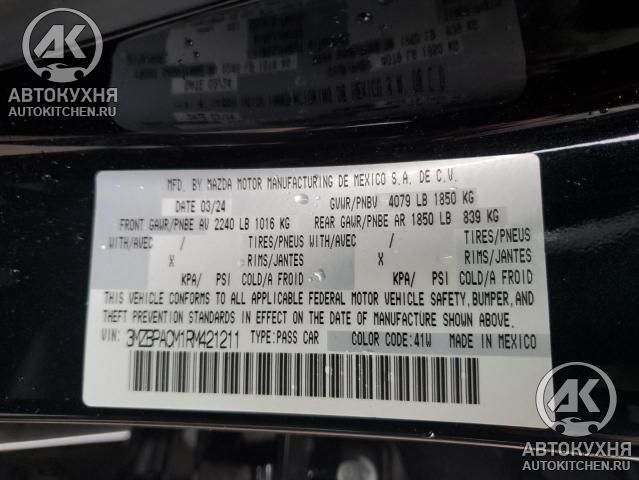 АК
АВТОКУХНЯ
AUTOKITCHEN.RU
MFD. BY MAZDA MOTOR MANUFACTURING DE MEXICO S.A. DE C.V.
DATE 03/24 GVWR/PNBV 4079 LB 1850 KG
FRONT GAWR/PNBE AV 2240 LB 1016 KG REAR GAWR/PNBE AR 1850 LB 839 KG
WITH/AVEC / TIRES/PNEUS WITH/AVEC / TIRES/PNEUS
X RIMS/JANTES X RIMS/JANTES
KPA/ PSI COLD/A FROID KPA/ PSI COLD/A FROID
THIS VEHICLE CONFORMS TO ALL APPLICABLE FEDERAL MOTOR VEHICLE SAFETY, BUMPER, AND
THEFT PREVENTION STANDARDS IN EFFECT ON THE DATE OF MANUFACTURE SHOWN ABOVE.
VIN: 3MZBPACM1RM421211 TYPE: PASS CAR COLOR CODE: 41W MADE IN MEXICO
АК
АВТОКУХНЯ
AUTOKITCHEN.RU